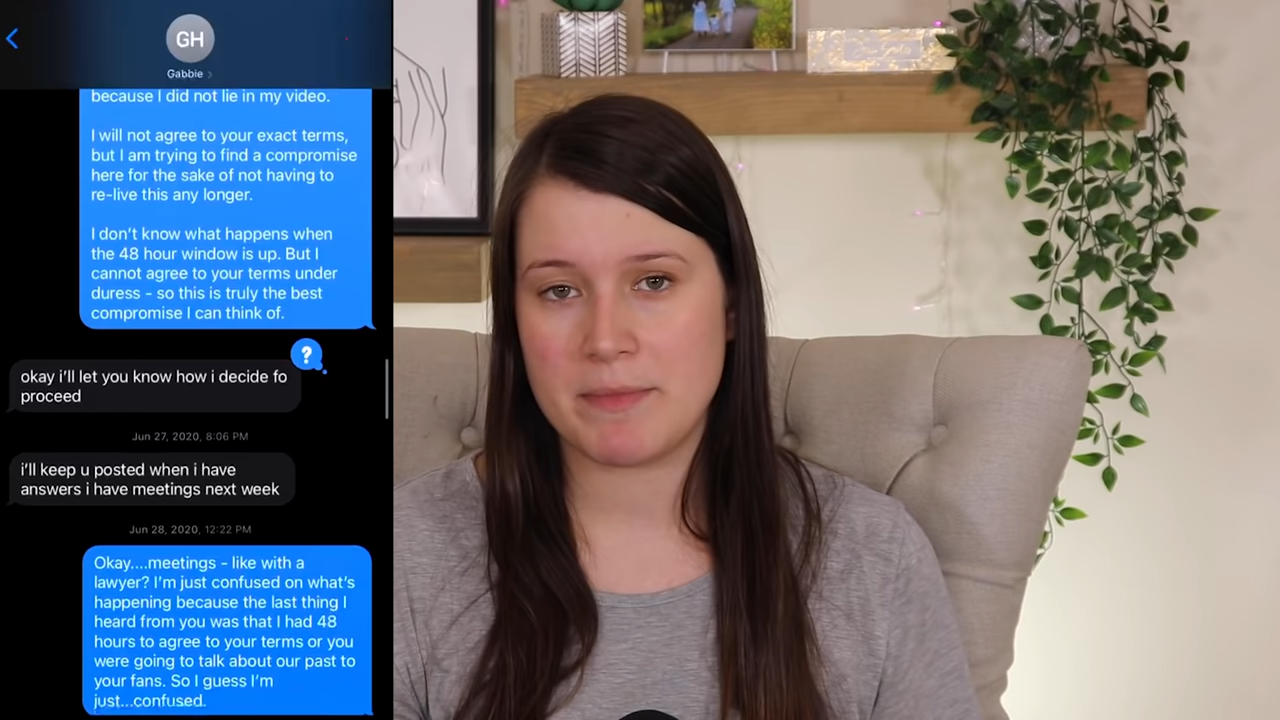 GH
Gabbie
because I did not lie in my video.
I will not agree to your exact terms,
but I am trying to find a compromise
here for the sake of not having to
re-live this any longer.
I don't know what happens when
the 48 hour window is up. But I
cannot agree to your terms under
duress - so this is truly the best
compromise I can think of.
?
okay i'll let you know how i decide fo
proceed
Jun 27, 2020, 8:06 PM
i'll keep u posted when i have
answers i have meetings next week
Jun 28, 2020, 12:22 PM
Okay....meetings - like with a
lawyer? I'm just confused on what's
happening because the last thing I
heard from you was that I had 48
hours to agree to your terms or you
were going to talk about our past to
your fans. So I guess I'm
just...confused.